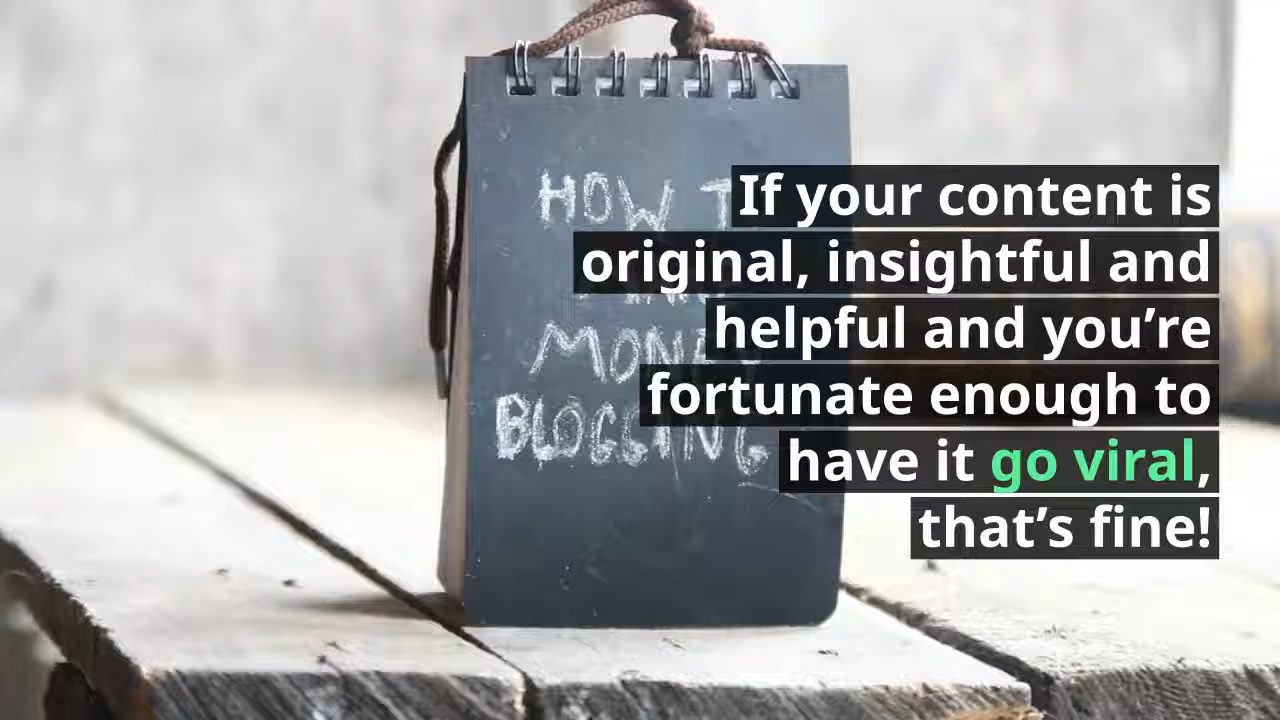 HOW
BLOGGING
If your content is
original, insightful and
helpful and you’re
fortunate enough to
have it go viral,
that’s fine!